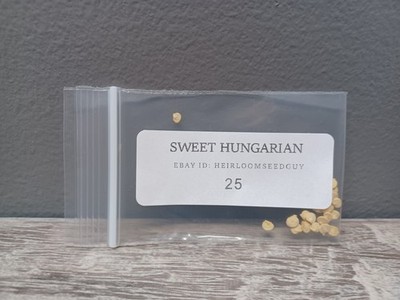 SWEET HUNGARIAN
EBAY ID: HEIRLOOMSEEDGUY
25